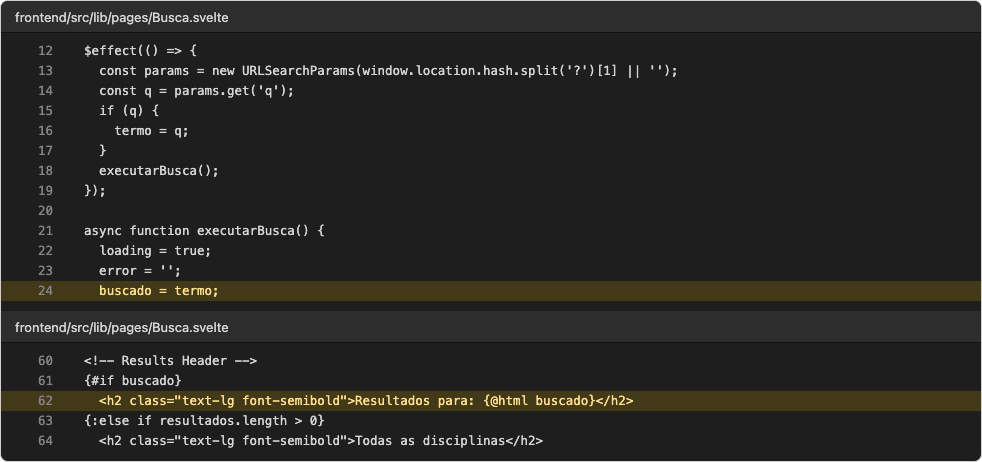 frontend/src/lib/pages/Busca.svelte
12 $effect(() => {
13 const params = new URLSearchParams(window.location.hash.split('?')[1] || '');
14 const q = params.get('q');
15 if (q) {
16 termo = q;
17 }
18 executarBusca();
19 });
20
21 async function executarBusca() {
22 loading = true;
23 error = '';
24 buscado = termo;
frontend/src/lib/pages/Busca.svelte
60 <!-- Results Header -->
61 {#if buscado}
62 <h2 class="text-lg font-semibold">Resultados para: {@html buscado}</h2>
63 {:else if resultados.length > 0}
64 <h2 class="text-lg font-semibold">Todas as disciplinas</h2>